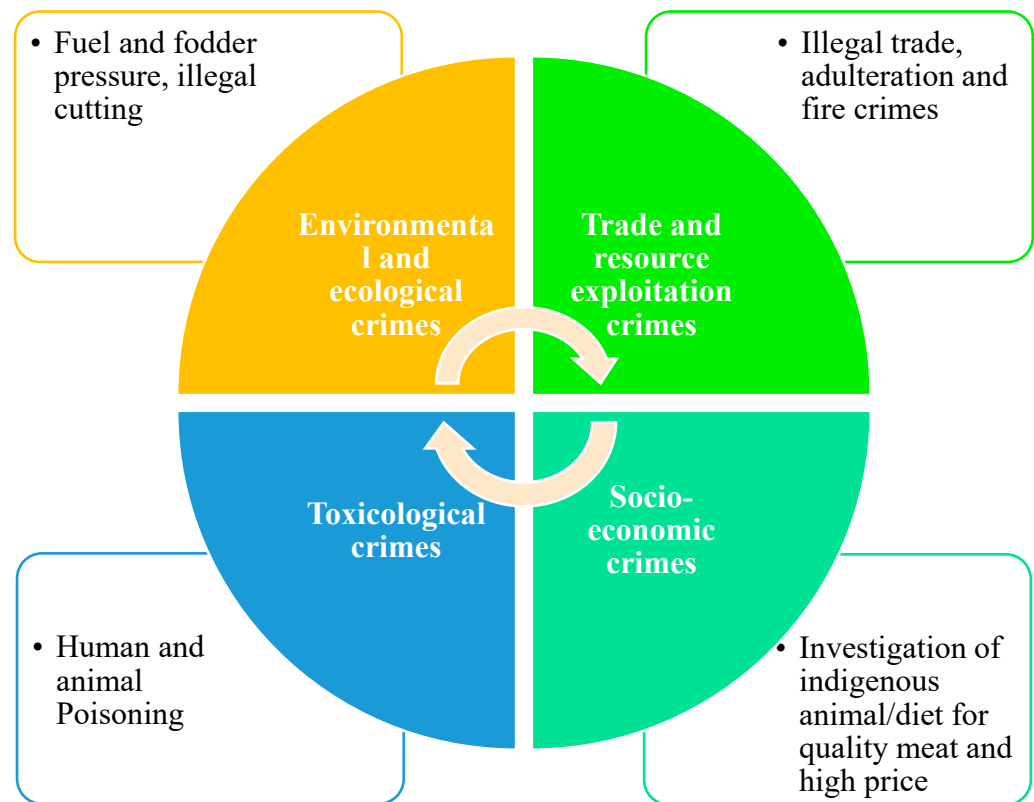 • Fuel and fodder
pressure, illegal
cutting
• Illegal trade,
adulteration and
fire crimes
Environmenta
l and
ecological
crimes
Trade and
resource
exploitation
crimes
Toxicological
crimes
Socio-
economic
crimes
• Human and
animal
Poisoning
• Investigation of
indigenous
animal/diet for
quality meat and
high price